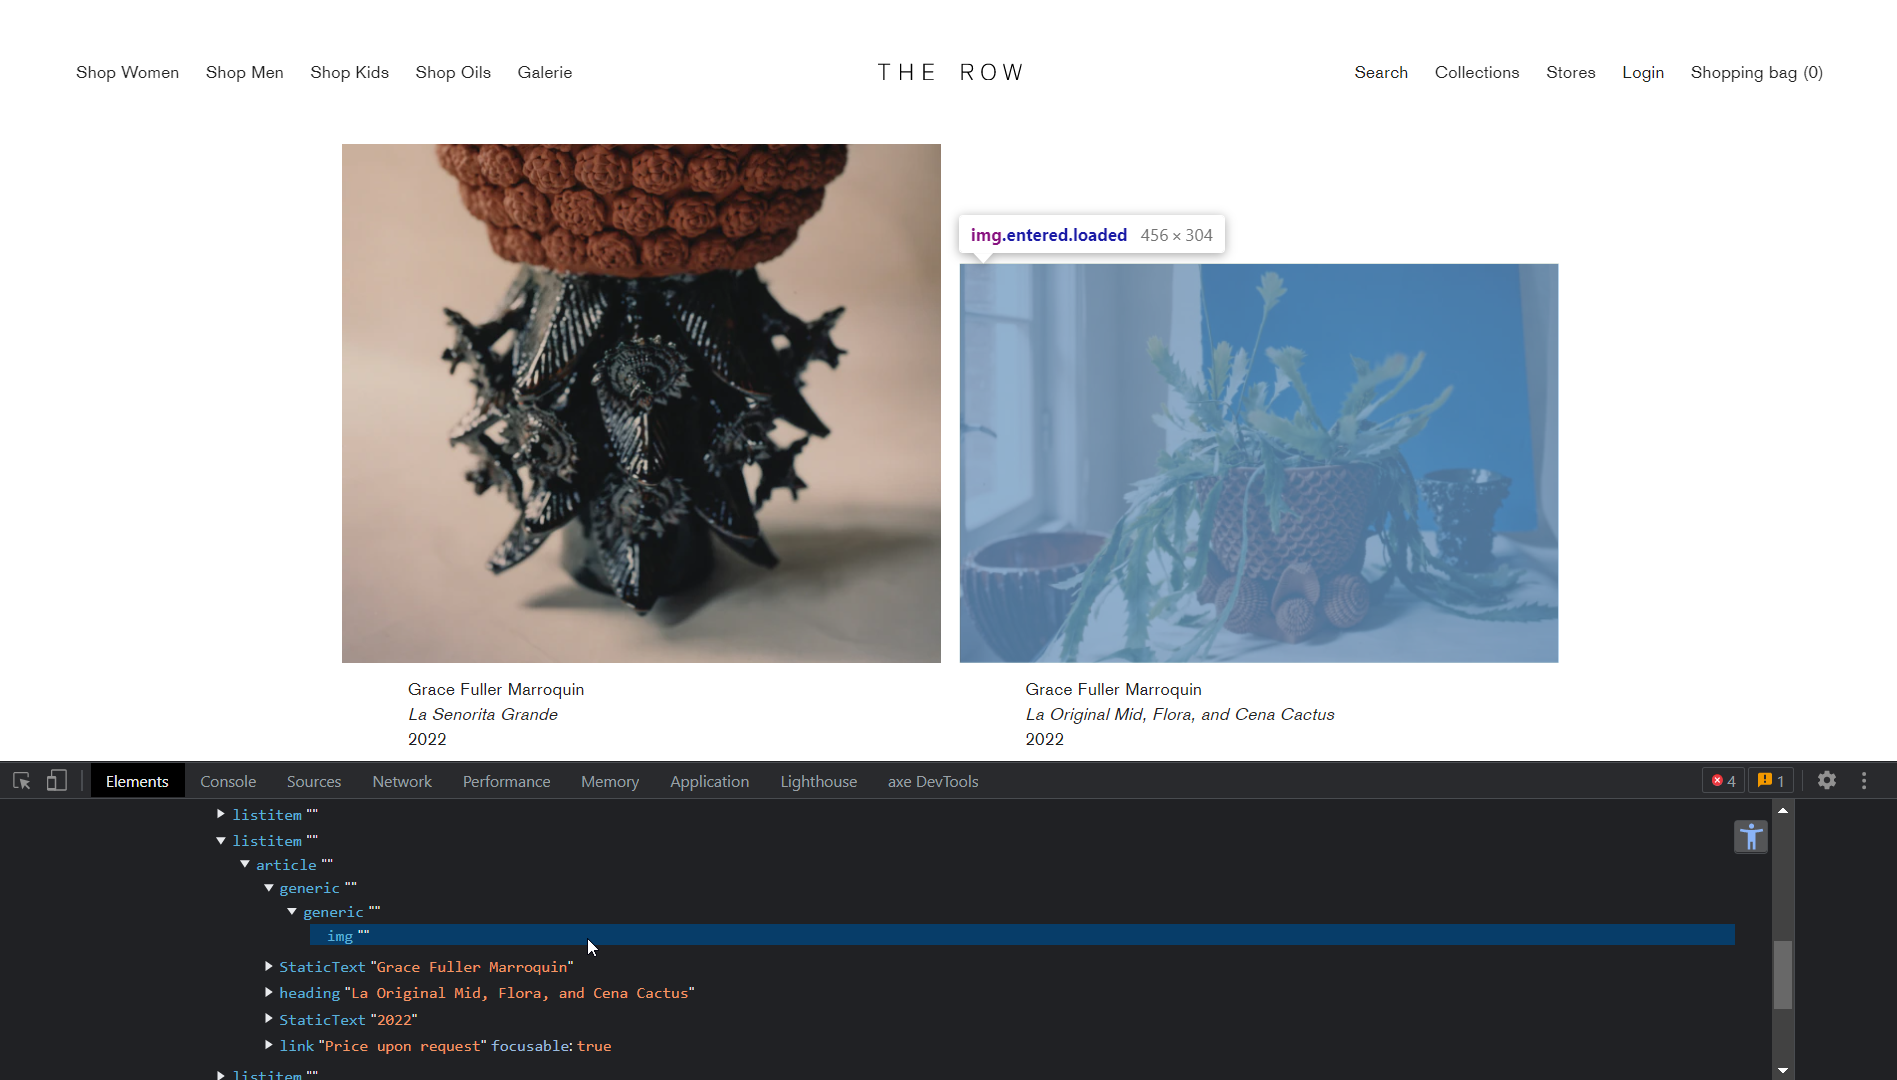 Shop Women Shop Men Shop Kids Shop Oils Galerie THE ROW Search Collections Stores Login Shopping bag (0)
img.entered.loaded 456 × 304
Grace Fuller Marroquin
La Senorita Grande
2022
Grace Fuller Marroquin
La Original Mid, Flora, and Cena Cactus
2022
Elements Console Sources Network Performance Memory Application Lighthouse axe DevTools 4 1
listitem ""
listitem ""
article ""
generic ""
generic ""
img ""
StaticText "Grace Fuller Marroquin"
heading "La Original Mid, Flora, and Cena Cactus"
StaticText "2022"
link "Price upon request" focusable: true
listitem ""